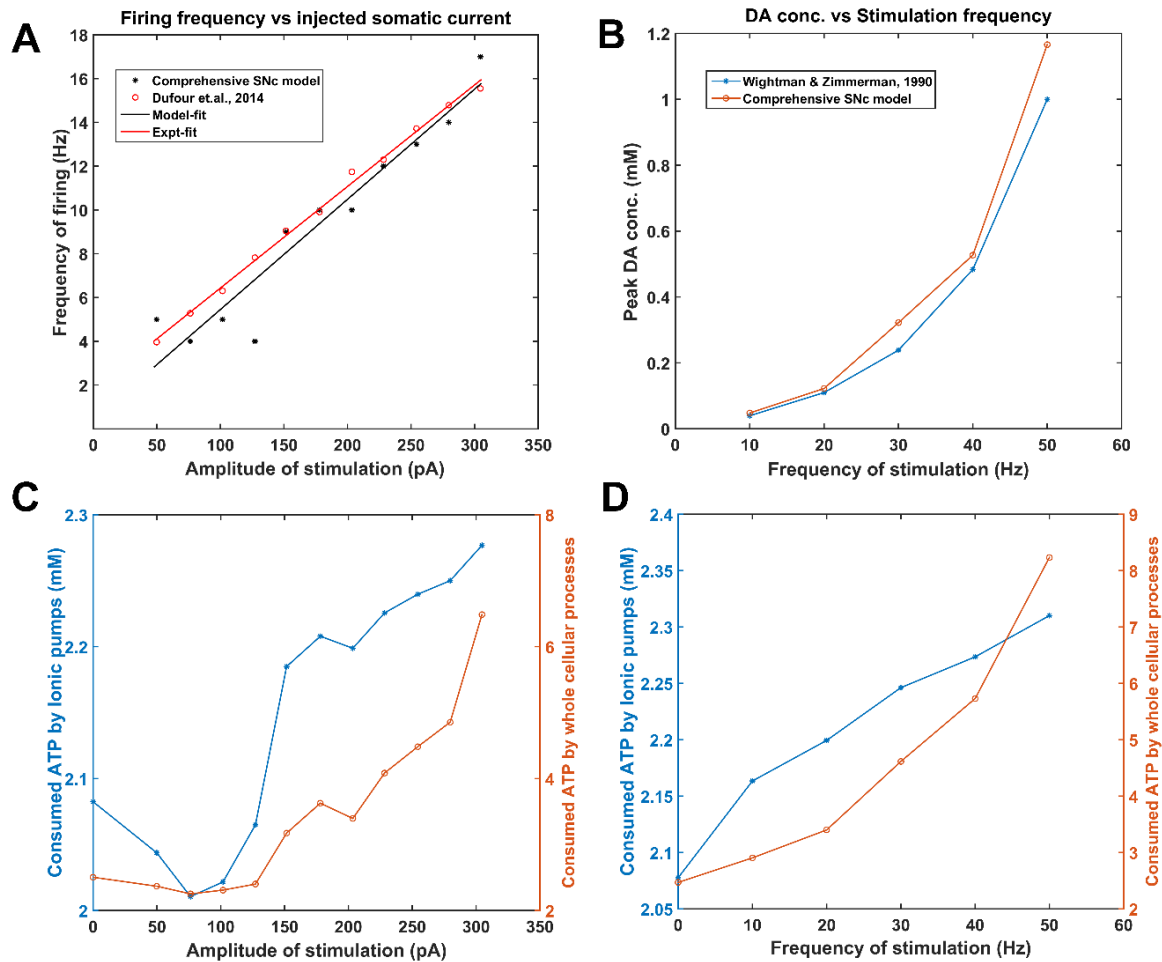 A
Firing frequency vs injected somatic current
Comprehensive SNc model
Dufour et.al., 2014
Model-fit
Expt-fit
Frequency of firing (Hz)
18
16
14
12
10
8
6
4
2
0 50 100 150 200 250 300 350
Amplitude of stimulation (pA)
B
DA conc. vs Stimulation frequency
Wightman & Zimmerman, 1990
Comprehensive SNc model
Peak DA conc. (mM)
1.2
1
0.8
0.6
0.4
0.2
0
0 10 20 30 40 50 60
Frequency of stimulation (Hz)
C
Consumed ATP by Ionic pumps (mM)
2.3
2.2
2.1
2
8
6
4
2
Consumed ATP by whole cellular processes
0 50 100 150 200 250 300 350
Amplitude of stimulation (pA)
D
Consumed ATP by Ionic pumps (mM)
2.4
2.35
2.3
2.25
2.2
2.15
2.1
2.05
9
8
7
6
5
4
3
2
Consumed ATP by whole cellular processes
0 10 20 30 40 50 60
Frequency of stimulation (Hz)